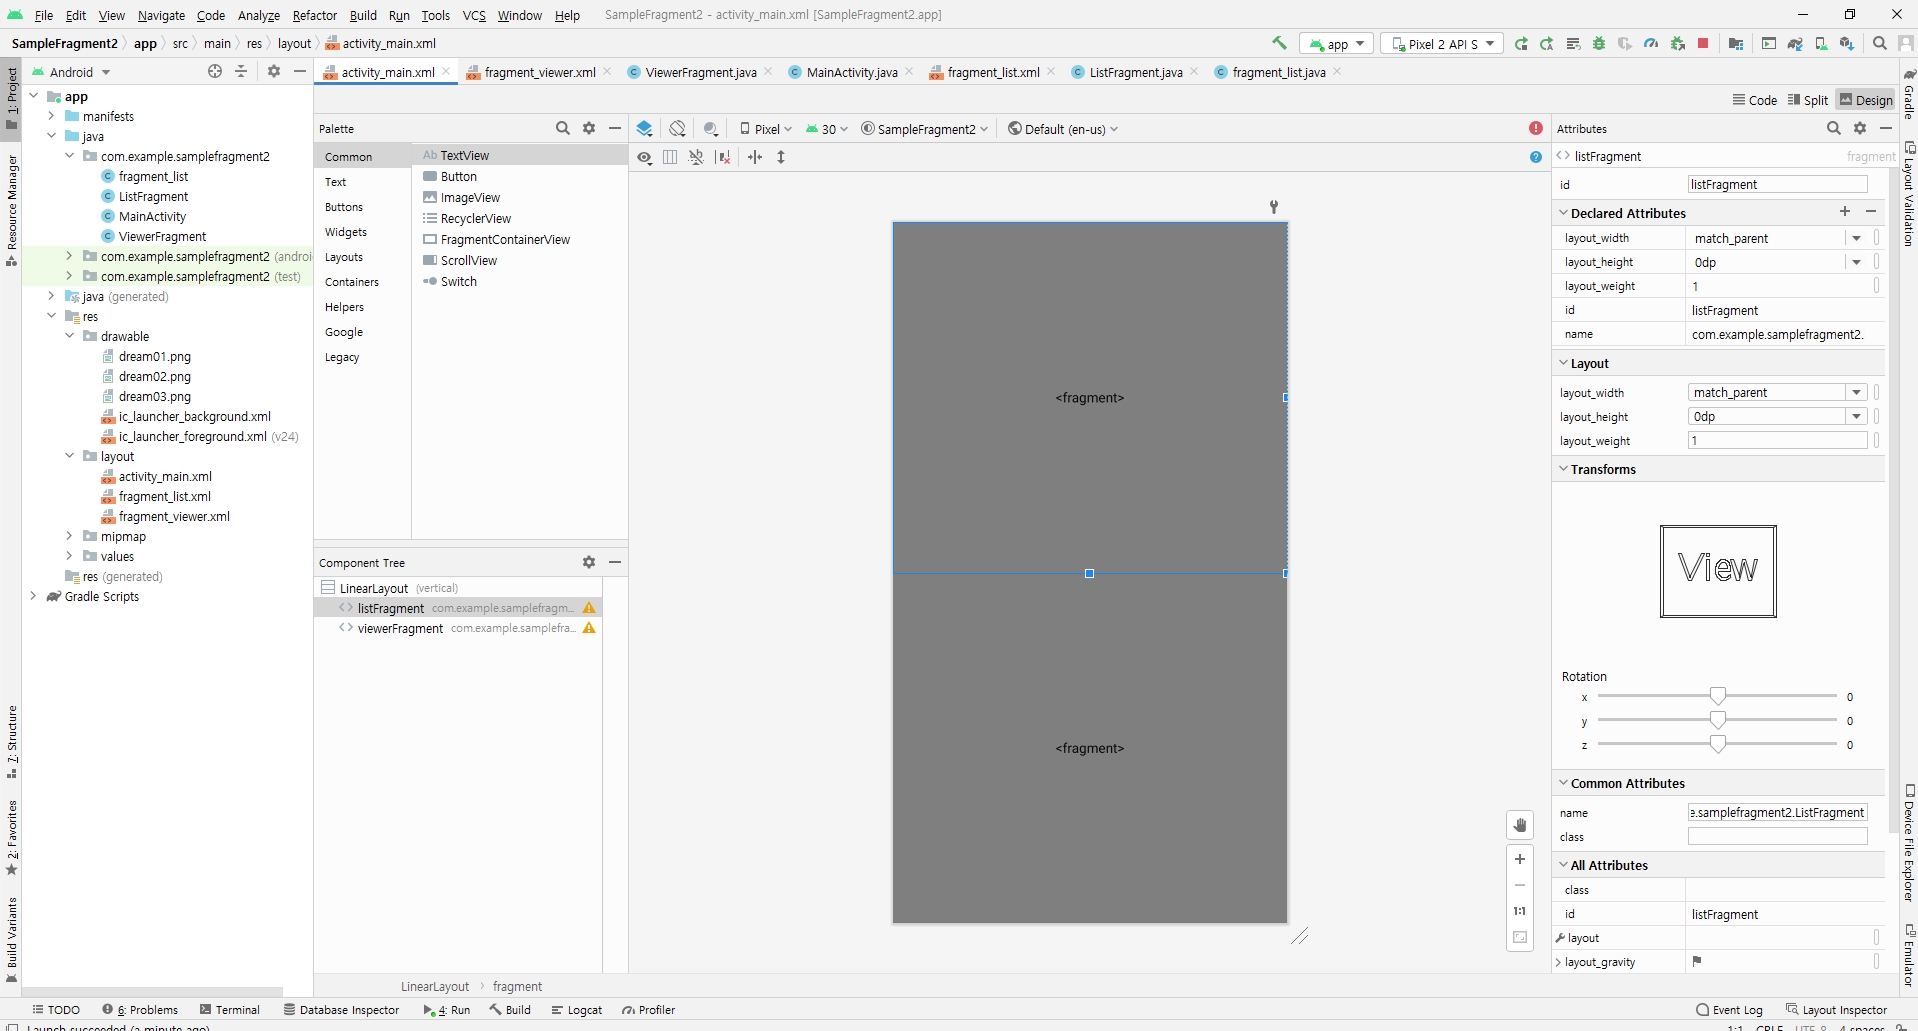 File Edit View Navigate Code Analyze Refactor Build Run Tools VCS Window Help SampleFragment2 - activity_main.xml [SampleFragment2.app]
SampleFragment2 app src main res layout activity_main.xml
app Pixel 2 API S
1: Project
Resource Manager
7: Structure
2: Favorites
Build Variants
Android
app
manifests
java
com.example.samplefragment2
fragment_list
ListFragment
MainActivity
ViewerFragment
com.example.samplefragment2 (androi
com.example.samplefragment2 (test)
java (generated)
res
drawable
dream01.png
dream02.png
dream03.png
ic_launcher_background.xml
ic_launcher_foreground.xml (v24)
layout
activity_main.xml
fragment_list.xml
fragment_viewer.xml
mipmap
values
res (generated)
Gradle Scripts
activity_main.xml fragment_viewer.xml ViewerFragment.java MainActivity.java fragment_list.xml ListFragment.java fragment_list.java
Code Split Design
Palette
Common
Text
Buttons
Widgets
Layouts
Containers
Helpers
Google
Legacy
Ab TextView
Button
ImageView
RecyclerView
FragmentContainerView
ScrollView
Switch
Component Tree
LinearLayout (vertical)
listFragment com.example.samplefragm...
viewerFragment com.example.samplefra...
Pixel 30 SampleFragment2 Default (en-us)
<fragment>
<fragment>
1:1
LinearLayout fragment
Attributes
listFragment fragment
id listFragment
Declared Attributes
layout_width match_parent
layout_height 0dp
layout_weight 1
id listFragment
name com.example.samplefragment2.
Layout
layout_width match_parent
layout_height 0dp
layout_weight 1
Transforms
View
Rotation
x 0
y 0
z 0
Common Attributes
name e.samplefragment2.ListFragment
class
All Attributes
class
id listFragment
layout
layout_gravity
Gradle
Layout Validation
Device File Explorer
Emulator
TODO 6: Problems Terminal Database Inspector 4: Run Build Logcat Profiler Event Log Layout Inspector
Launch succeeded (a minute ago) 1:1 CRLF UTF-8 4 spaces